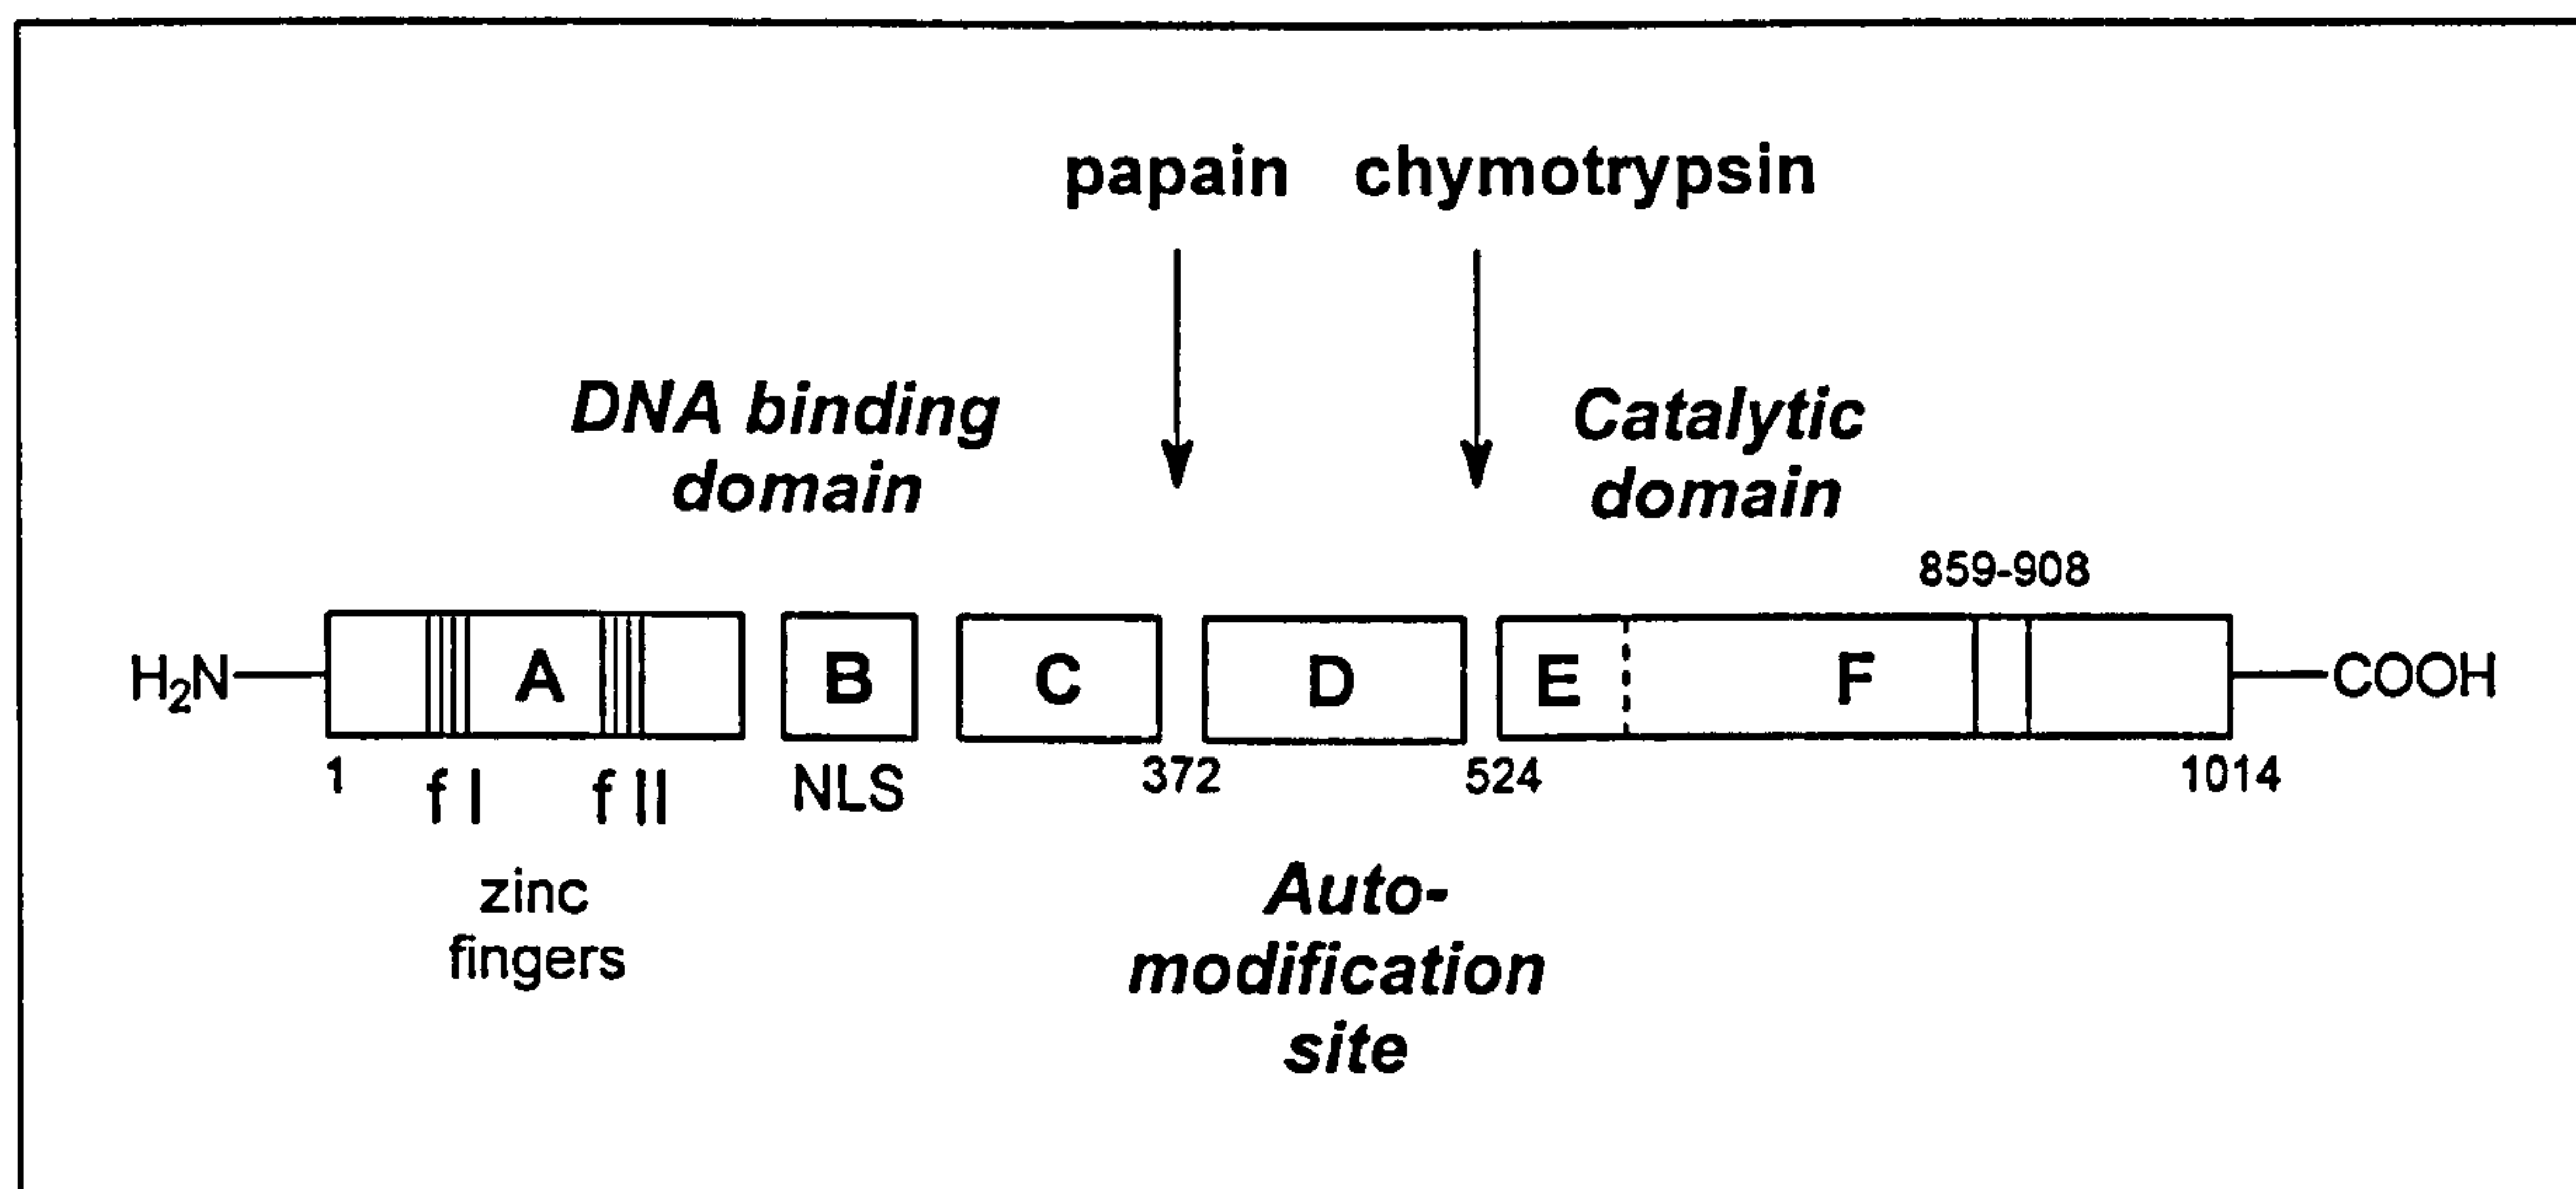 papain chymotrypsin
DNA binding
domain
Catalytic
domain
859-908
H₂N A B C D E F COOH
1 f I f II NLS 372 524 1014
zinc
fingers
Auto-
modification
site